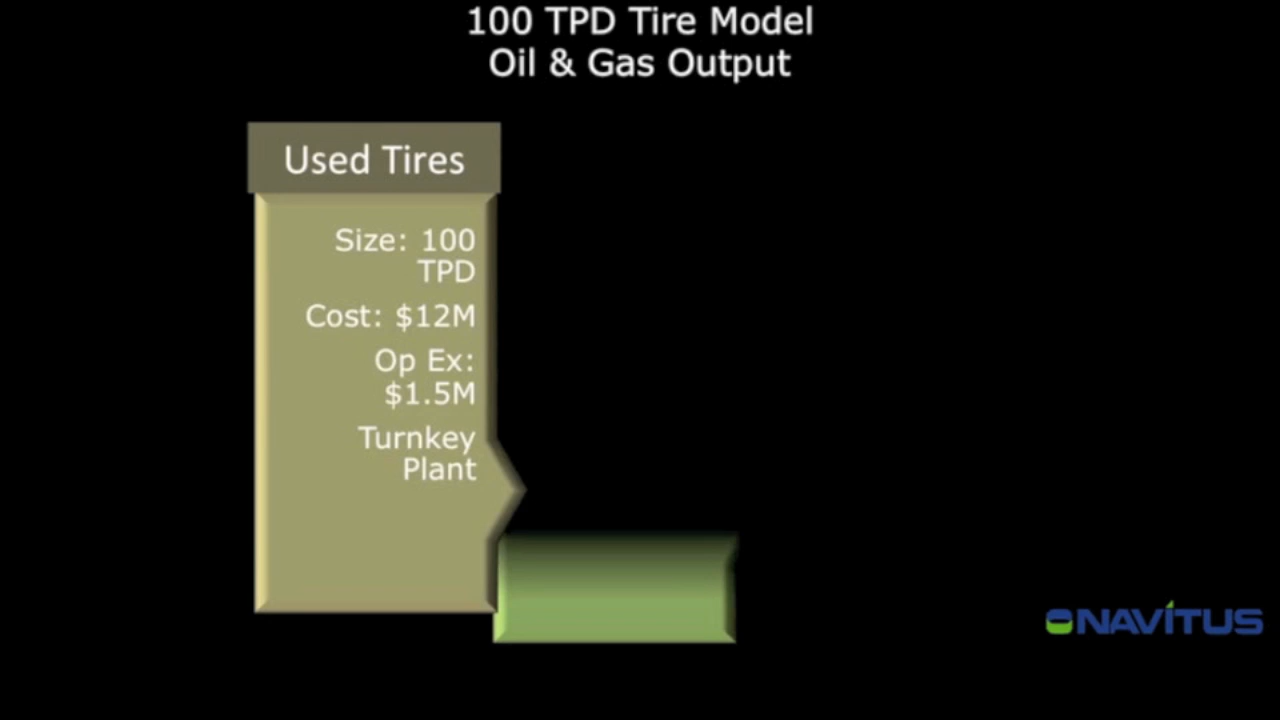 100 TPD Tire Model
Oil & Gas Output
Used Tires
Size: 100
TPD
Cost: $12M
Op Ex:
$1.5M
Turnkey
Plant
NAVITUS